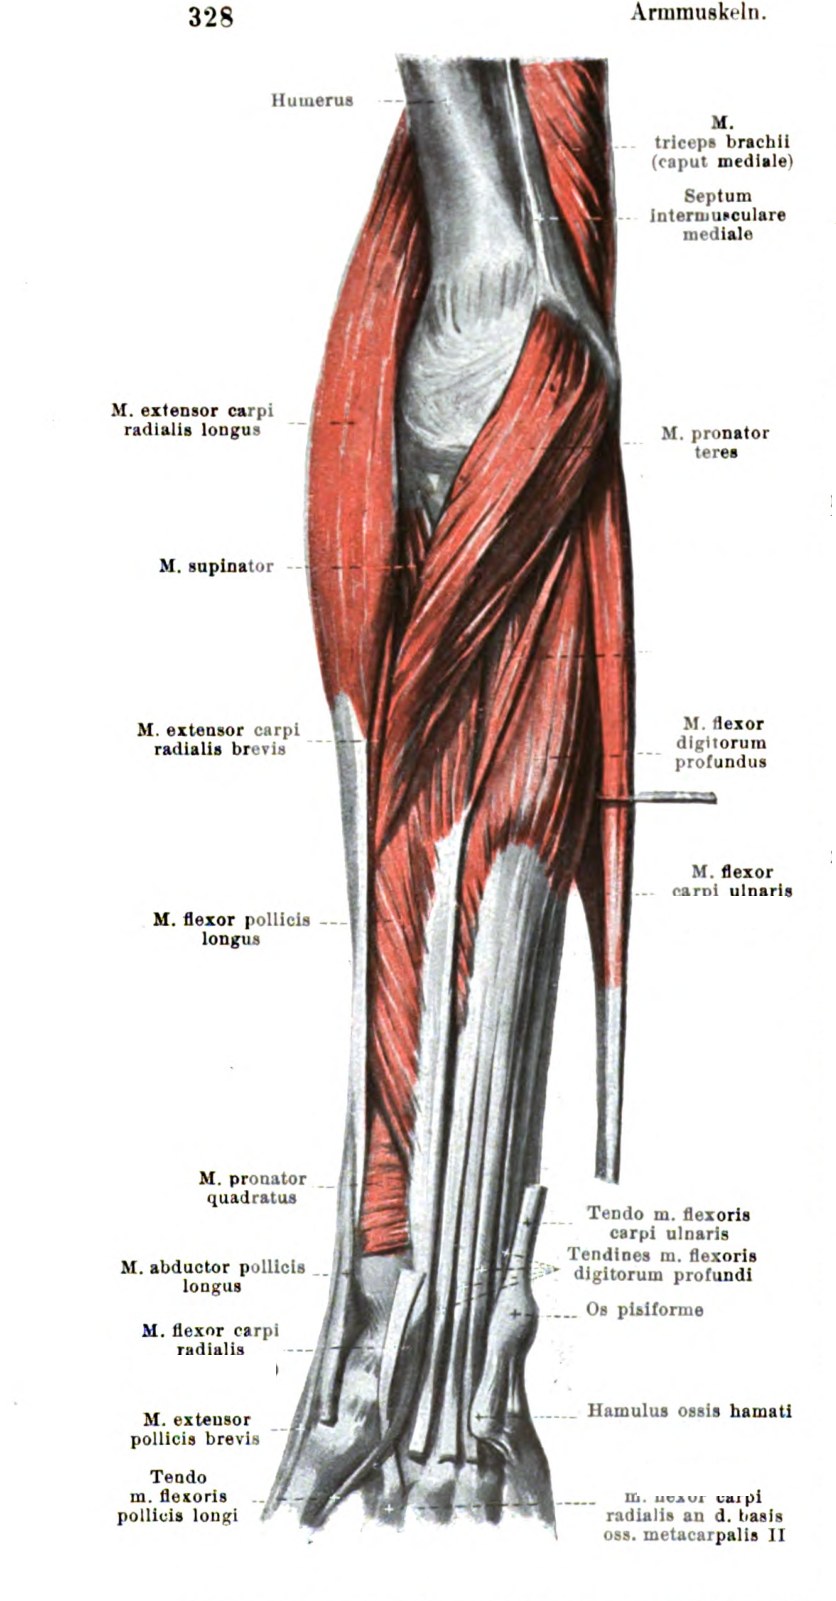 328
Armmuskeln.
Humerus
M.
triceps brachii
(caput mediale)
Septum
intermusculare
mediale
M. extensor carpi
radialis longus
M. pronator
teres
M. supinator
M. extensor carpi
radialis brevis
M. flexor
digitorum
profundus
M. flexor
carpi ulnaris
M. flexor pollicis
longus
M. pronator
quadratus
Tendo m. flexoris
carpi ulnaris
Tendines m. flexoris
digitorum profundi
M. abductor pollicis
longus
Os pisiforme
M. flexor carpi
radialis
Hamulus ossis hamati
M. extensor
pollicis brevis
Tendo
m. flexoris
pollicis longi
m. flexor carpi
radialis an d. basis
oss. metacarpalis II